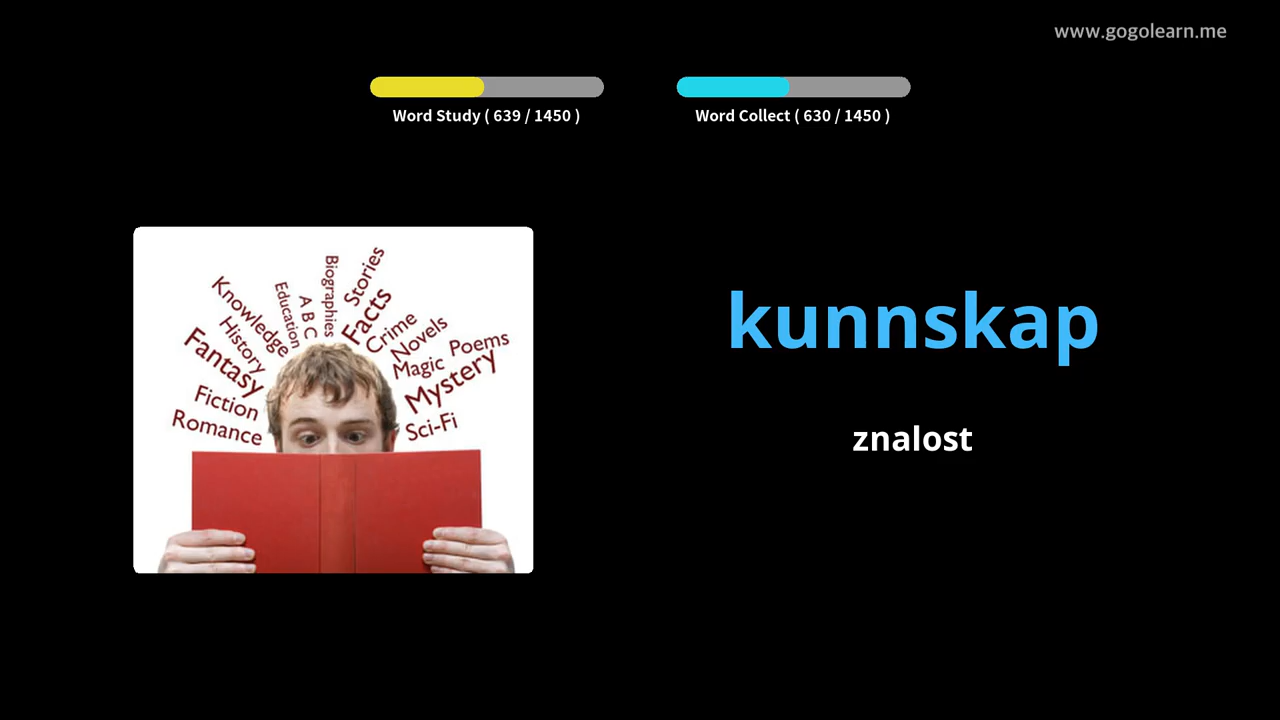 www.gogolearn.me
Word Study ( 639 / 1450 )
Word Collect ( 630 / 1450 )
Stories
Biographies
Facts
A B C
Education
Knowledge
History
Crime
Novels
Poems
Magic
Mystery
Fantasy
Fiction
Romance
Sci-Fi
kunnskap
znalost